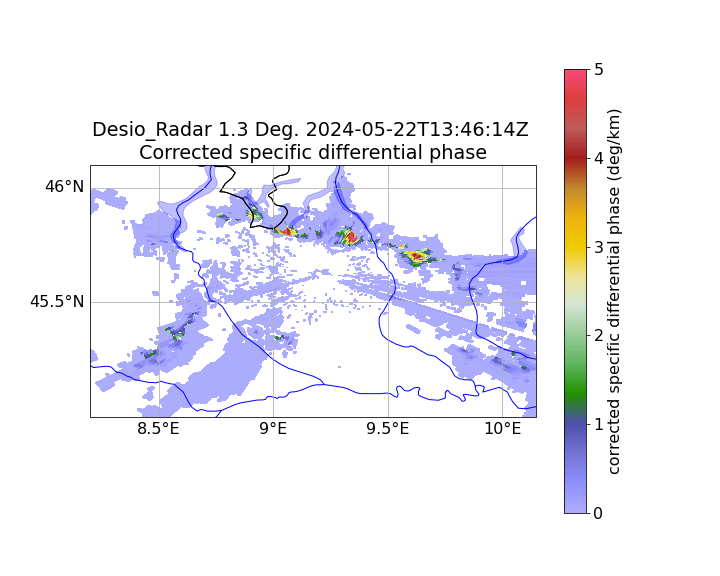 Desio_Radar 1.3 Deg. 2024-05-22T13:46:14Z
Corrected specific differential phase
46°N
45.5°N
8.5°E 9°E 9.5°E 10°E
5
4
3
2
1
0
corrected specific differential phase (deg/km)